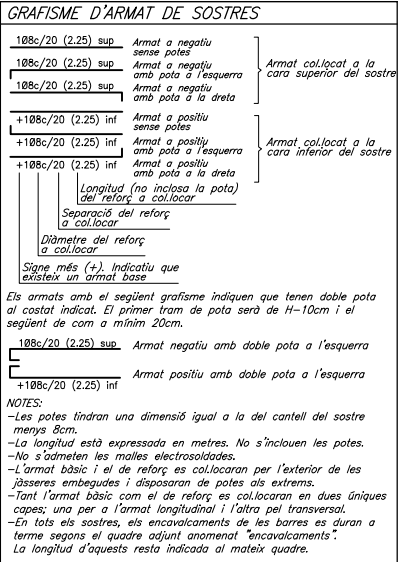 GRAFISME D'ARMAT DE SOSTRES
1Ø8c/20 (2.25) sup Armat a negatiu
sense potes
1Ø8c/20 (2.25) sup Armat a negatiu
amb pota a l'esquerra
1Ø8c/20 (2.25) sup Armat a negatiu
amb pota a la dreta
Armat col.locat a la
cara superior del sostre
+1Ø8c/20 (2.25) inf Armat a positiu
sense potes
+1Ø8c/20 (2.25) inf Armat a positiu
amb pota a l'esquerra
+1Ø8c/20 (2.25) inf Armat a positiu
amb pota a la dreta
Armat col.locat a la
cara inferior del sostre
Longitud (no inclosa la pota)
del reforç a col.locar
Separació del reforç
a col.locar
Diàmetre del reforç
a col.locar
Signe més (+). Indicatiu que
existeix un armat base
Els armats amb el següent grafisme indiquen que tenen doble pota
al costat indicat. El primer tram de pota serà de H-10cm i el
següent de com a mínim 20cm.
1Ø8c/20 (2.25) sup Armat negatiu amb doble pota a l'esquerra
+1Ø8c/20 (2.25) inf Armat positiu amb doble pota a l'esquerra
NOTES:
-Les potes tindran una dimensió igual a la del cantell del sostre
menys 8cm.
-La longitud està expressada en metres. No s'inclouen les potes.
-No s'admeten les malles electrosoldades.
-L'armat bàsic i el de reforç es col.locaran per l'exterior de les
jàsseres embegudes i disposaran de potes als extrems.
-Tant l'armat bàsic com el de reforç es col.locaran en dues úniques
capes; una per a l'armat longitudinal i l'altra pel transversal.
-En tots els sostres, els encavalcaments de les barres es duran a
terme segons el quadre adjunt anomenat "encavalcaments".
La longitud d'aquests resta indicada al mateix quadre.